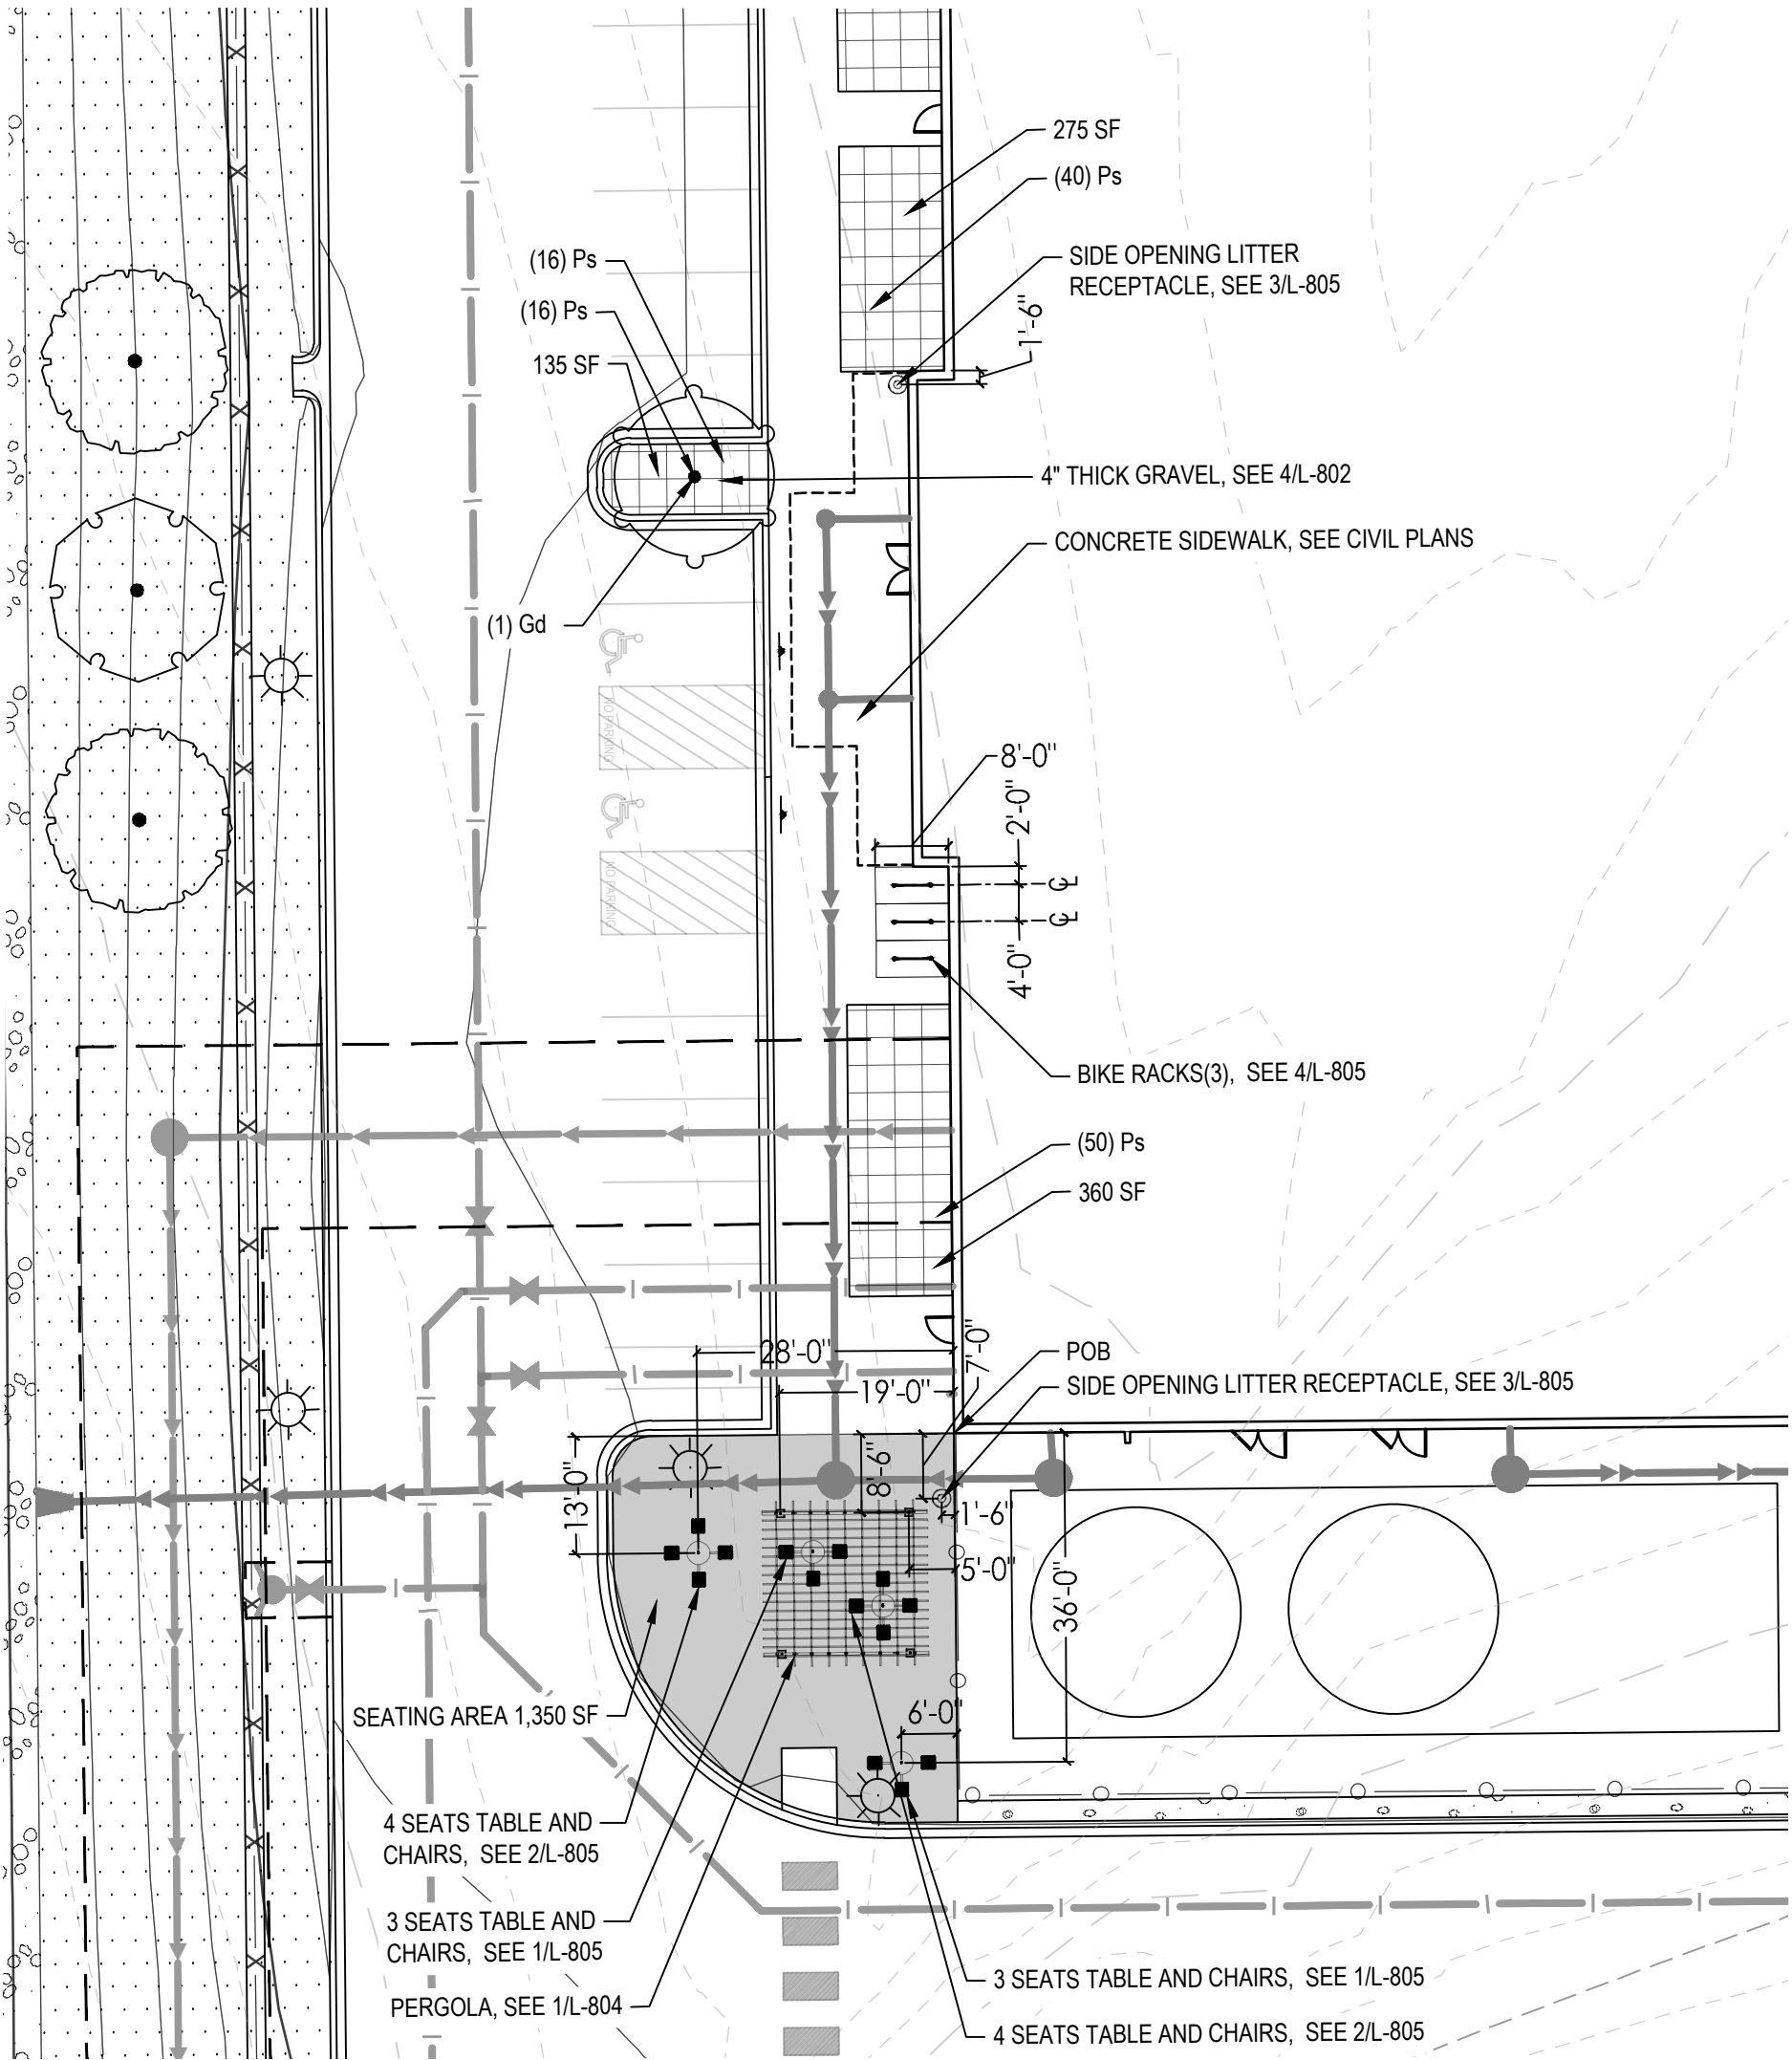 275 SF
(40) Ps
SIDE OPENING LITTER
RECEPTACLE, SEE 3/L-805
1'-6"
(16) Ps
(16) Ps
135 SF
4" THICK GRAVEL, SEE 4/L-802
CONCRETE SIDEWALK, SEE CIVIL PLANS
(1) Gd
NO PARKING
8'-0"
2'-0"
CL
CL
4'-0"
NO PARKING
BIKE RACKS(3), SEE 4/L-805
(50) Ps
360 SF
28'-0"
7'-0"
POB
19'-0"
SIDE OPENING LITTER RECEPTACLE, SEE 3/L-805
13'-0"
8'-6"
1'-6"
5'-0"
36'-0"
6'-0"
SEATING AREA 1,350 SF
4 SEATS TABLE AND
CHAIRS, SEE 2/L-805
3 SEATS TABLE AND
CHAIRS, SEE 1/L-805
PERGOLA, SEE 1/L-804
3 SEATS TABLE AND CHAIRS, SEE 1/L-805
4 SEATS TABLE AND CHAIRS, SEE 2/L-805